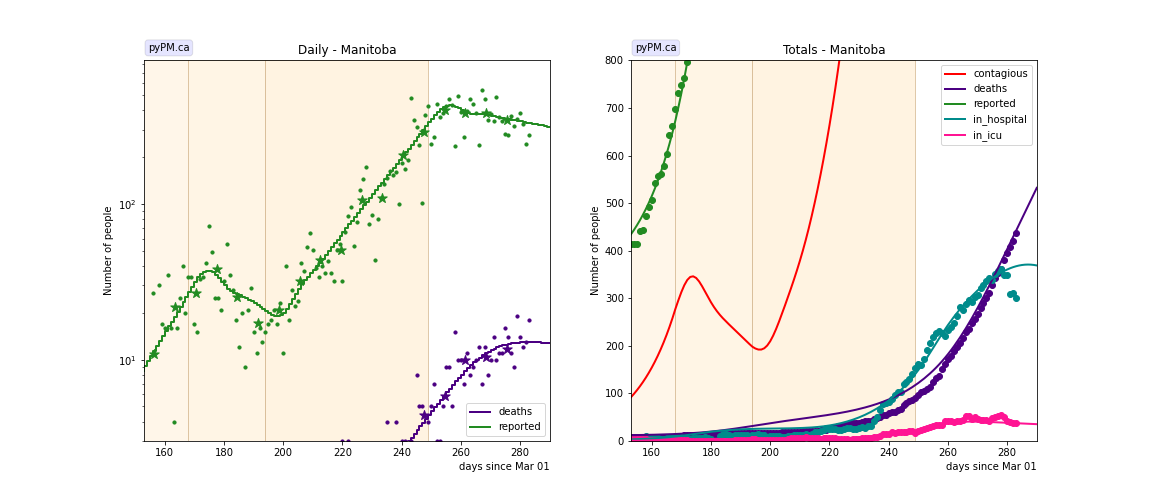 pyPM.ca
Daily - Manitoba
Number of people
10²
10¹
160 180 200 220 240 260 280
days since Mar 01
deaths
reported
pyPM.ca
Totals - Manitoba
Number of people
800
700
600
500
400
300
200
100
0
160 180 200 220 240 260 280
days since Mar 01
contagious
deaths
reported
in_hospital
in_icu